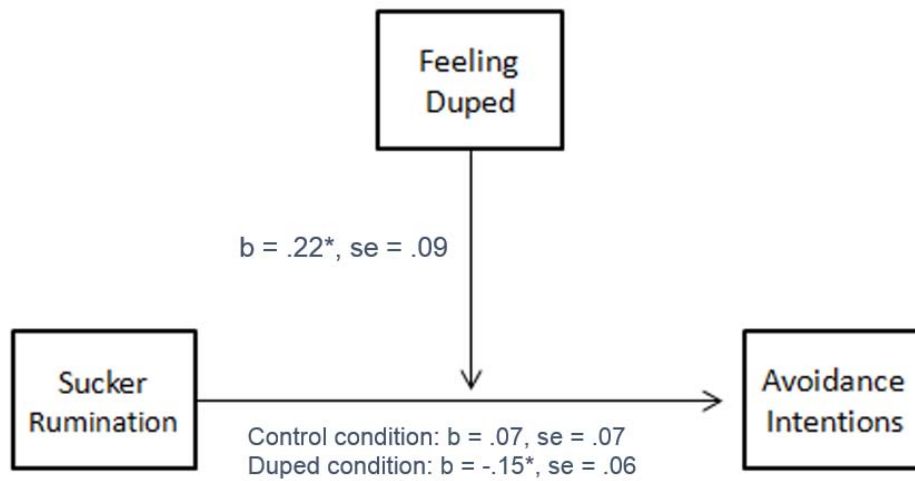 Feeling
Duped
b = .22*, se = .09
Sucker
Rumination
Avoidance
Intentions
Control condition: b = .07, se = .07
Duped condition: b = -.15*, se = .06